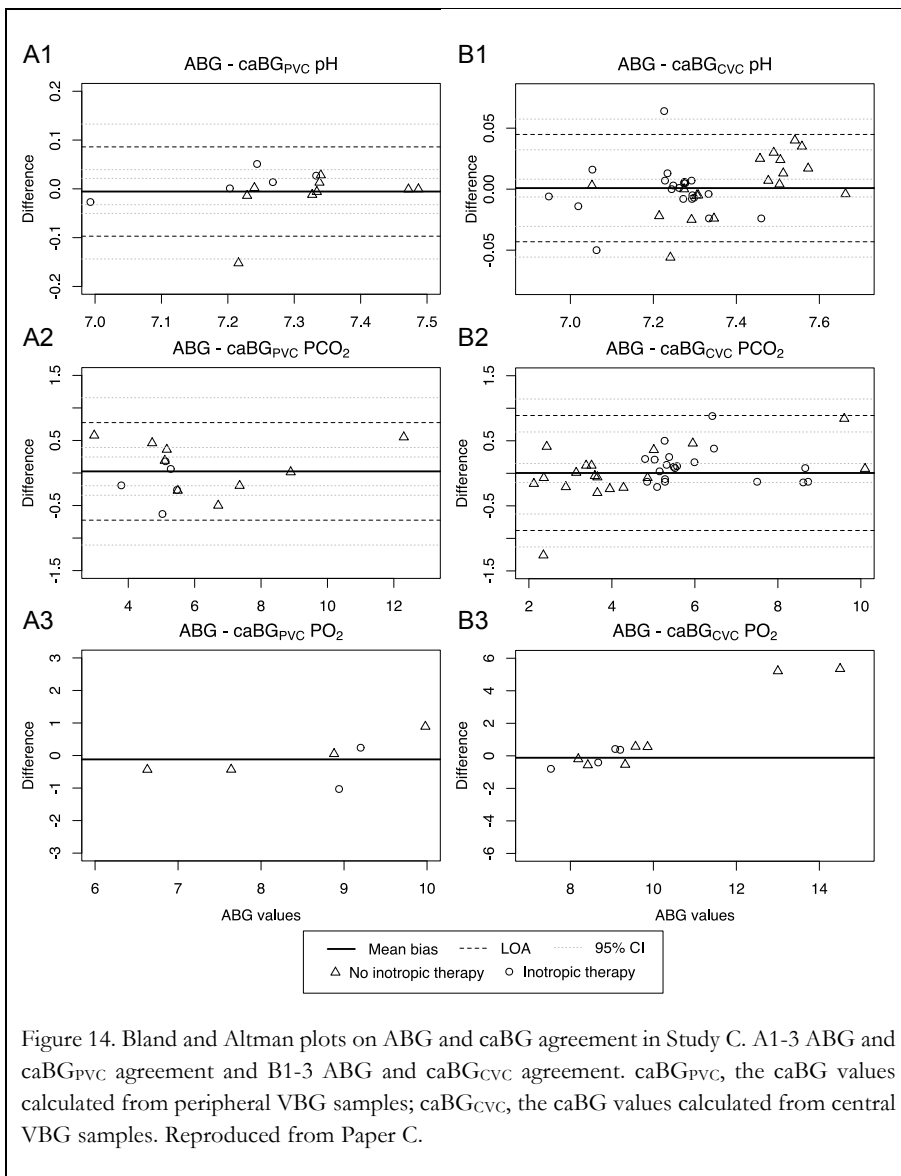 A1
ABG - caBGPVC pH
0.2
0.1
0.0
-0.1
-0.2
Difference
7.0 7.1 7.2 7.3 7.4 7.5
B1
ABG - caBGCVC pH
0.05
0.00
-0.05
Difference
7.0 7.2 7.4 7.6
A2
ABG - caBGPVC PCO2
1.5
0.5
-0.5
-1.5
Difference
4 6 8 10 12
B2
ABG - caBGCVC PCO2
1.5
0.5
-0.5
-1.5
Difference
2 4 6 8 10
A3
ABG - caBGPVC PO2
3
2
1
0
-1
-3
Difference
6 7 8 9 10
ABG values
B3
ABG - caBGCVC PO2
6
4
2
0
-2
-6
Difference
8 10 12 14
ABG values
Mean bias LOA 95% CI
No inotropic therapy Inotropic therapy
Figure 14. Bland and Altman plots on ABG and caBG agreement in Study C. A1-3 ABG and
caBGPVC agreement and B1-3 ABG and caBGCVC agreement. caBGPVC, the caBG values
calculated from peripheral VBG samples; caBGCVC, the caBG values calculated from central
VBG samples. Reproduced from Paper C.